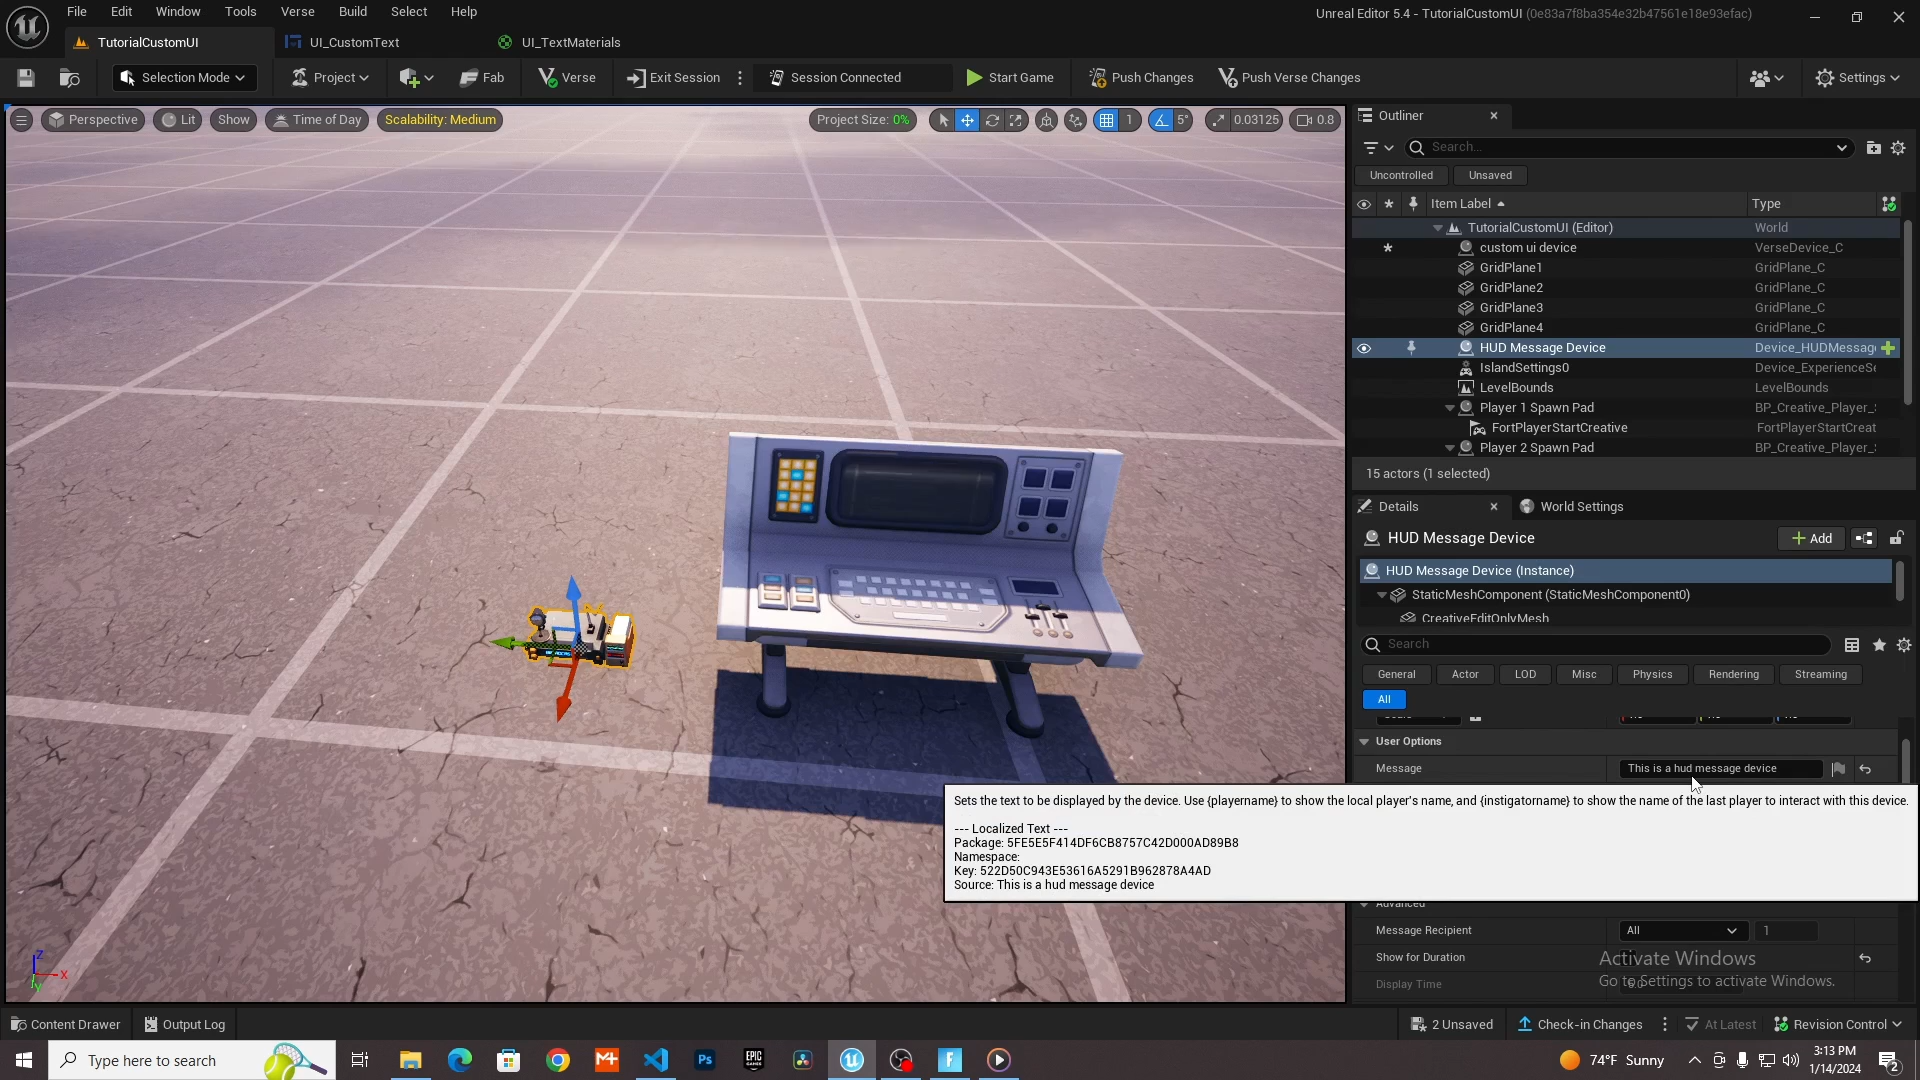 File Edit Window Tools Verse Build Select Help
Unreal Editor 5.4 - TutorialCustomUI (0e83a7f8ba354e32b47561e18e93efac)
TutorialCustomUI
UI_CustomText
UI_TextMaterials
Selection Mode
Project
Fab
Verse
Exit Session
Session Connected
Start Game
Push Changes
Push Verse Changes
Settings
Perspective
Lit
Show
Time of Day
Scalability: Medium
Project Size: 0%
1
5°
0.03125
0.8
Outliner
Search...
Uncontrolled
Unsaved
Item Label
Type
TutorialCustomUI (Editor) World
custom ui device VerseDevice_C
GridPlane1 GridPlane_C
GridPlane2 GridPlane_C
GridPlane3 GridPlane_C
GridPlane4 GridPlane_C
HUD Message Device Device_HUDMessag
IslandSettings0 Device_ExperienceSe
LevelBounds LevelBounds
Player 1 Spawn Pad BP_Creative_Player_
FortPlayerStartCreative FortPlayerStartCreat
Player 2 Spawn Pad BP_Creative_Player_
15 actors (1 selected)
Details
World Settings
HUD Message Device
Add
HUD Message Device (Instance)
StaticMeshComponent (StaticMeshComponent0)
CreativeEditOnlyMesh
Search
General Actor LOD Misc Physics Rendering Streaming
All
User Options
Message This is a hud message device
Sets the text to be displayed by the device. Use {playername} to show the local player's name, and {instigatorname} to show the name of the last player to interact with this device.
--- Localized Text ---
Package: 5FE5E5F414DF6CB8757C42D000AD89B8
Namespace:
Key: 522D50C943E53616A5291B962878A4AD
Source: This is a hud message device
Advanced
Message Recipient All 1
Show for Duration
Display Time
Activate Windows
Go to Settings to activate Windows.
X
Y
Z
Content Drawer
Output Log
2 Unsaved
Check-in Changes
At Latest
Revision Control
Type here to search
74°F Sunny
3:13 PM
1/14/2024
2